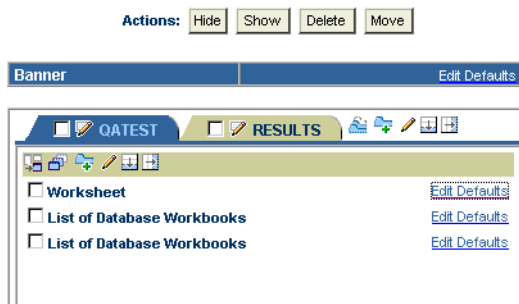 Actions: Hide Show Delete Move
Banner Edit Defaults
QATEST RESULTS
Worksheet Edit Defaults
List of Database Workbooks Edit Defaults
List of Database Workbooks Edit Defaults